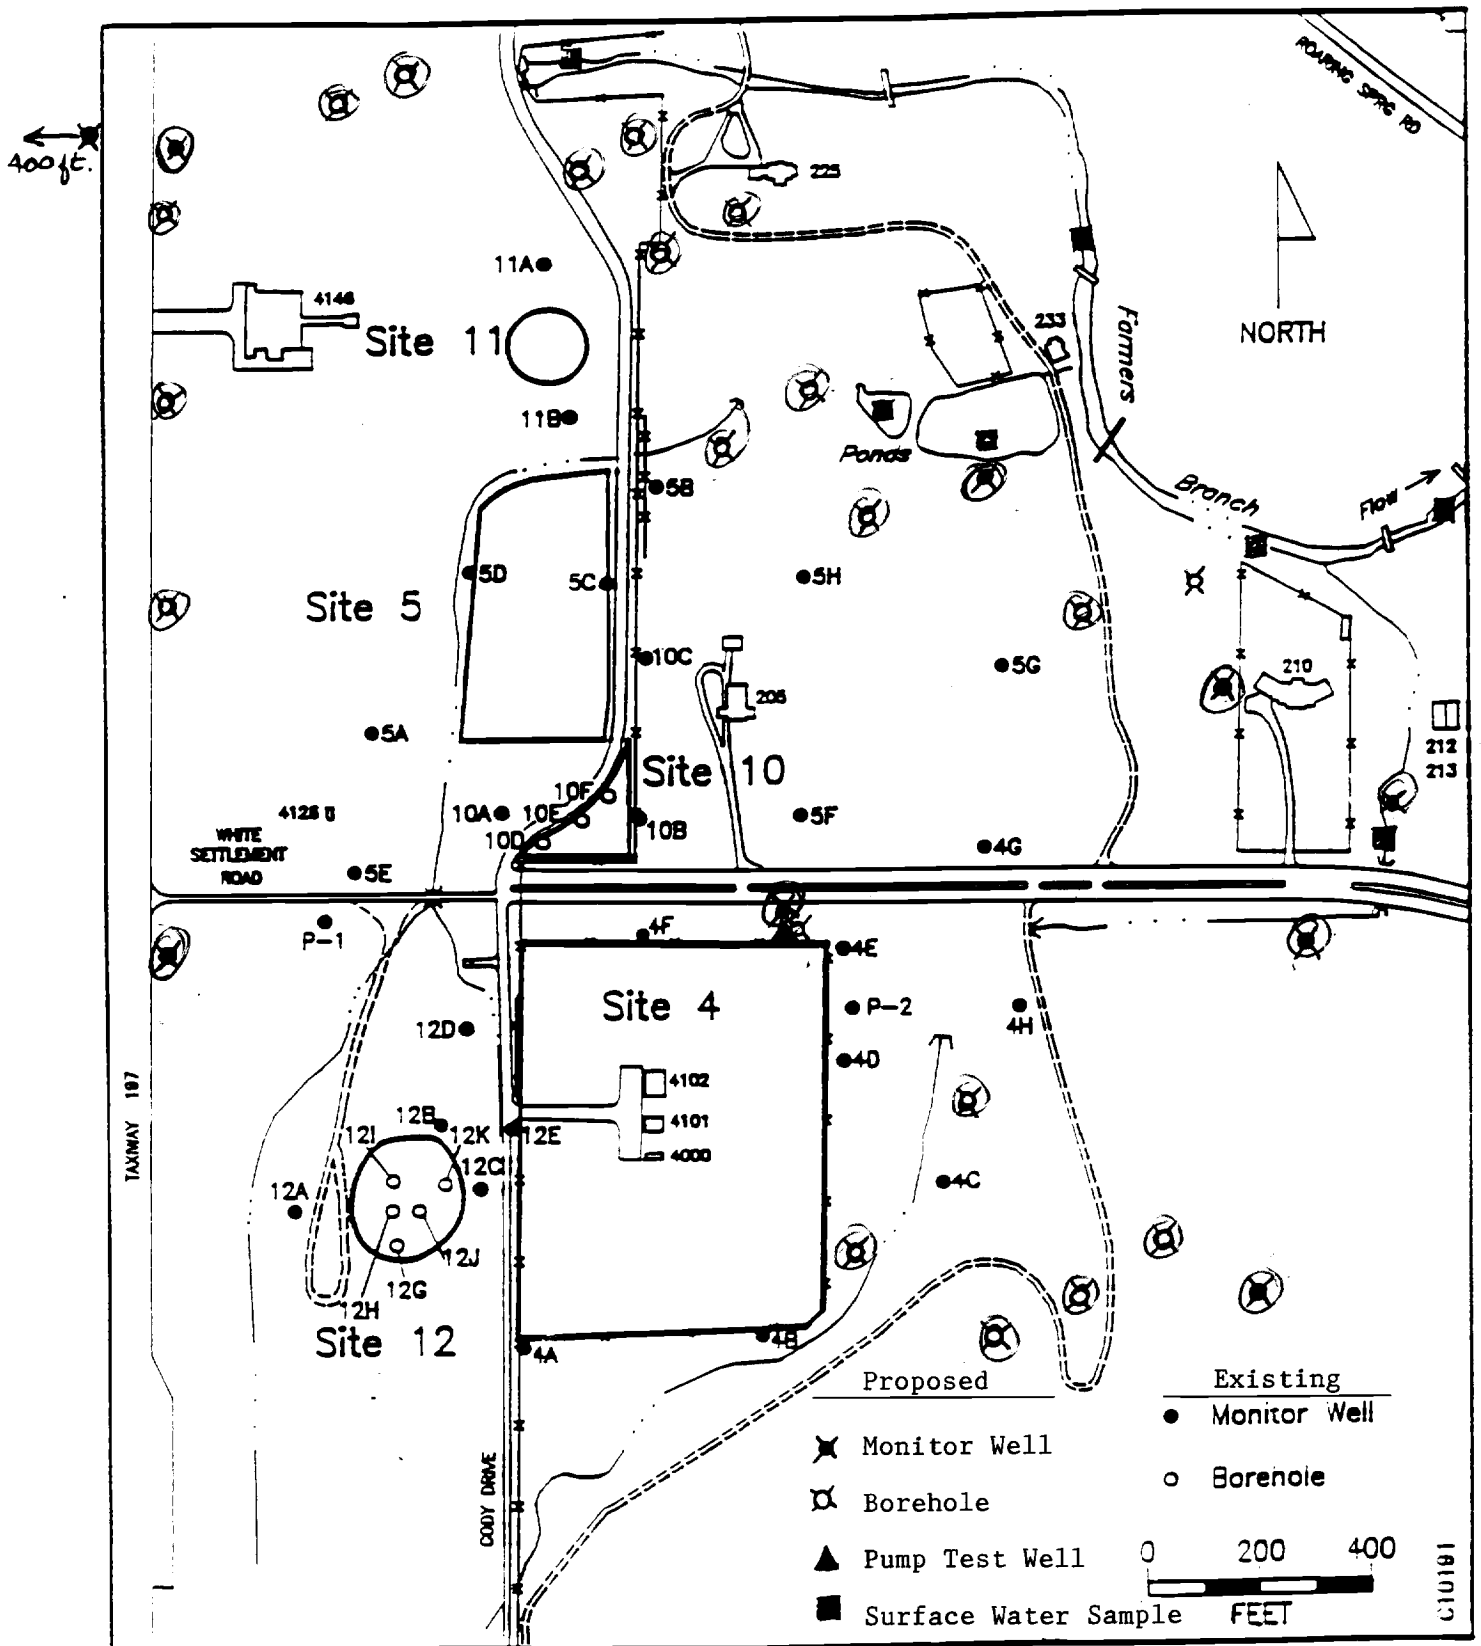 ROARING SPRG RD
400 ft.
225
11A
4146
Site 11
NORTH
233
Farmers
11B
Ponds
5B
Branch
Flow
5D
5C
5H
Site 5
10C
5G
210
205
5A
212
213
Site 10
10F
10A
10E
4128
10B
5F
10D
4G
WHITE
SETTLEMENT
ROAD
5E
P-1
4F
4E
Site 4
P-2
4H
12D
4D
TAXIWAY 197
4102
12B
4101
12I
12K
12E
4000
12C
12A
4C
12J
12G
12H
Site 12
4B
4A
Proposed
Existing
Monitor Well
Monitor Well
Borehole
Borehole
CODY DRIVE
Pump Test Well
0 200 400
Surface Water Sample
FEET
C10191